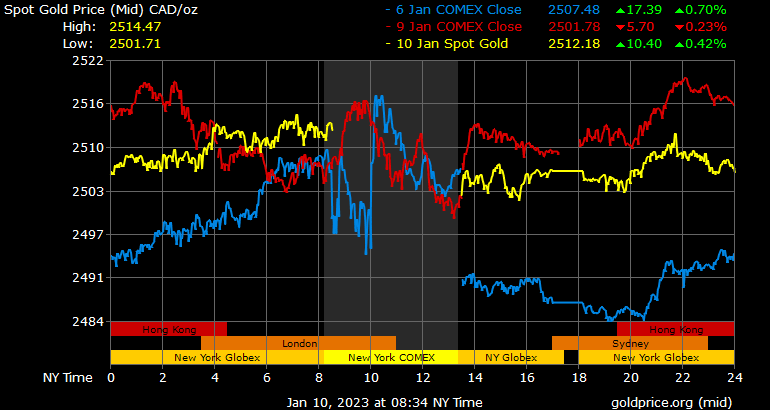 Spot Gold Price (Mid) CAD/oz - 6 Jan COMEX Close 2507.48 ▲17.39 ▲0.70%
High: 2514.47 - 9 Jan COMEX Close 2501.78 ▼5.70 ▼0.23%
Low: 2501.71 - 10 Jan Spot Gold 2512.18 ▲10.40 ▲0.42%
2522
2516
2510
2503
2497
2491
2484
Hong Kong Hong Kong
London Sydney
New York Globex New York COMEX NY Globex New York Globex
NY Time 0 2 4 6 8 10 12 14 16 18 20 22 24
Jan 10, 2023 at 08:34 NY Time goldprice.org (mid)